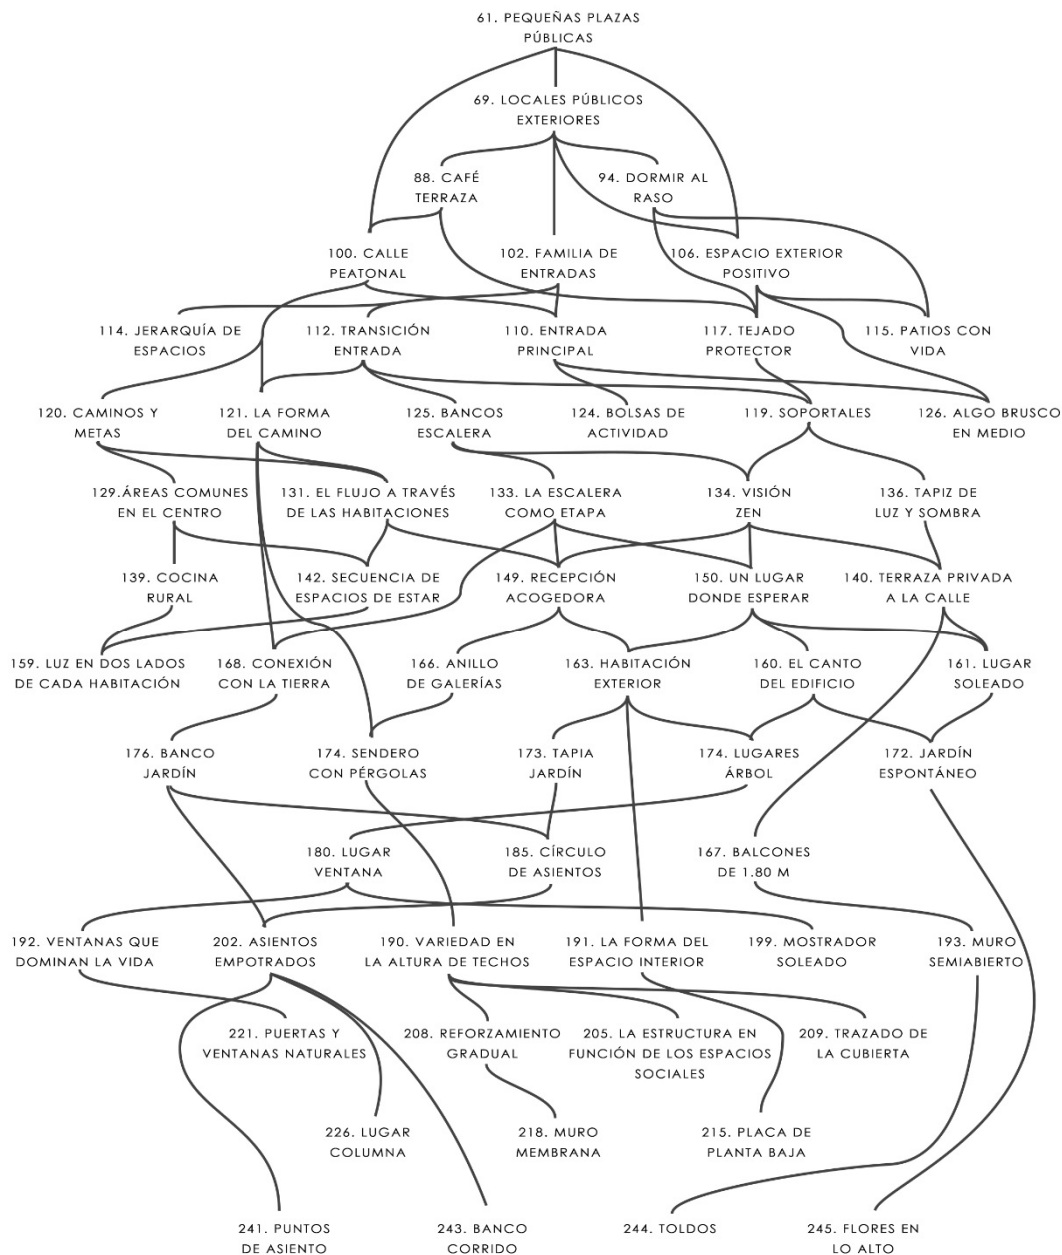 61. PEQUEÑAS PLAZAS
PÚBLICAS
69. LOCALES PÚBLICOS
EXTERIORES
88. CAFÉ
TERRAZA
94. DORMIR AL
RASO
100. CALLE
PEATONAL
102. FAMILIA DE
ENTRADAS
106. ESPACIO EXTERIOR
POSITIVO
114. JERARQUÍA DE
ESPACIOS
112. TRANSICIÓN
ENTRADA
110. ENTRADA
PRINCIPAL
117. TEJADO
PROTECTOR
115. PATIOS CON
VIDA
120. CAMINOS Y
METAS
121. LA FORMA
DEL CAMINO
125. BANCOS
ESCALERA
124. BOLSAS DE
ACTIVIDAD
119. SOPORTALES
126. ALGO BRUSCO
EN MEDIO
129.ÁREAS COMUNES
EN EL CENTRO
131. EL FLUJO A TRAVÉS
DE LAS HABITACIONES
133. LA ESCALERA
COMO ETAPA
134. VISIÓN
ZEN
136. TAPIZ DE
LUZ Y SOMBRA
139. COCINA
RURAL
142. SECUENCIA DE
ESPACIOS DE ESTAR
149. RECEPCIÓN
ACOGEDORA
150. UN LUGAR
DONDE ESPERAR
140. TERRAZA PRIVADA
A LA CALLE
159. LUZ EN DOS LADOS
DE CADA HABITACIÓN
168. CONEXIÓN
CON LA TIERRA
166. ANILLO
DE GALERÍAS
163. HABITACIÓN
EXTERIOR
160. EL CANTO
DEL EDIFICIO
161. LUGAR
SOLEADO
176. BANCO
JARDÍN
174. SENDERO
CON PÉRGOLAS
173. TAPIA
JARDÍN
174. LUGARES
ÁRBOL
172. JARDÍN
ESPONTÁNEO
180. LUGAR
VENTANA
185. CÍRCULO
DE ASIENTOS
167. BALCONES
DE 1.80 M
192. VENTANAS QUE
DOMINAN LA VIDA
202. ASIENTOS
EMPOTRADOS
190. VARIEDAD EN
LA ALTURA DE TECHOS
191. LA FORMA DEL
ESPACIO INTERIOR
199. MOSTRADOR
SOLEADO
193. MURO
SEMIABIERTO
221. PUERTAS Y
VENTANAS NATURALES
208. REFORZAMIENTO
GRADUAL
205. LA ESTRUCTURA EN
FUNCIÓN DE LOS ESPACIOS
SOCIALES
209. TRAZADO DE
LA CUBIERTA
226. LUGAR
COLUMNA
218. MURO
MEMBRANA
215. PLACA DE
PLANTA BAJA
241. PUNTOS
DE ASIENTO
243. BANCO
CORRIDO
244. TOLDOS
245. FLORES EN
LO ALTO